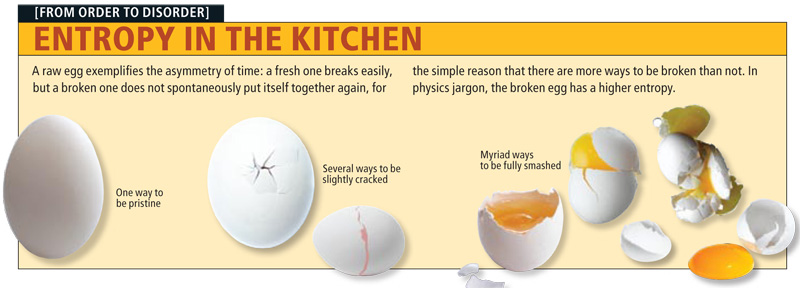 [FROM ORDER TO DISORDER]
ENTROPY IN THE KITCHEN
A raw egg exemplifies the asymmetry of time: a fresh one breaks easily,
but a broken one does not spontaneously put itself together again, for
the simple reason that there are more ways to be broken than not. In
physics jargon, the broken egg has a higher entropy.
One way to
be pristine
Several ways to be
slightly cracked
Myriad ways
to be fully smashed